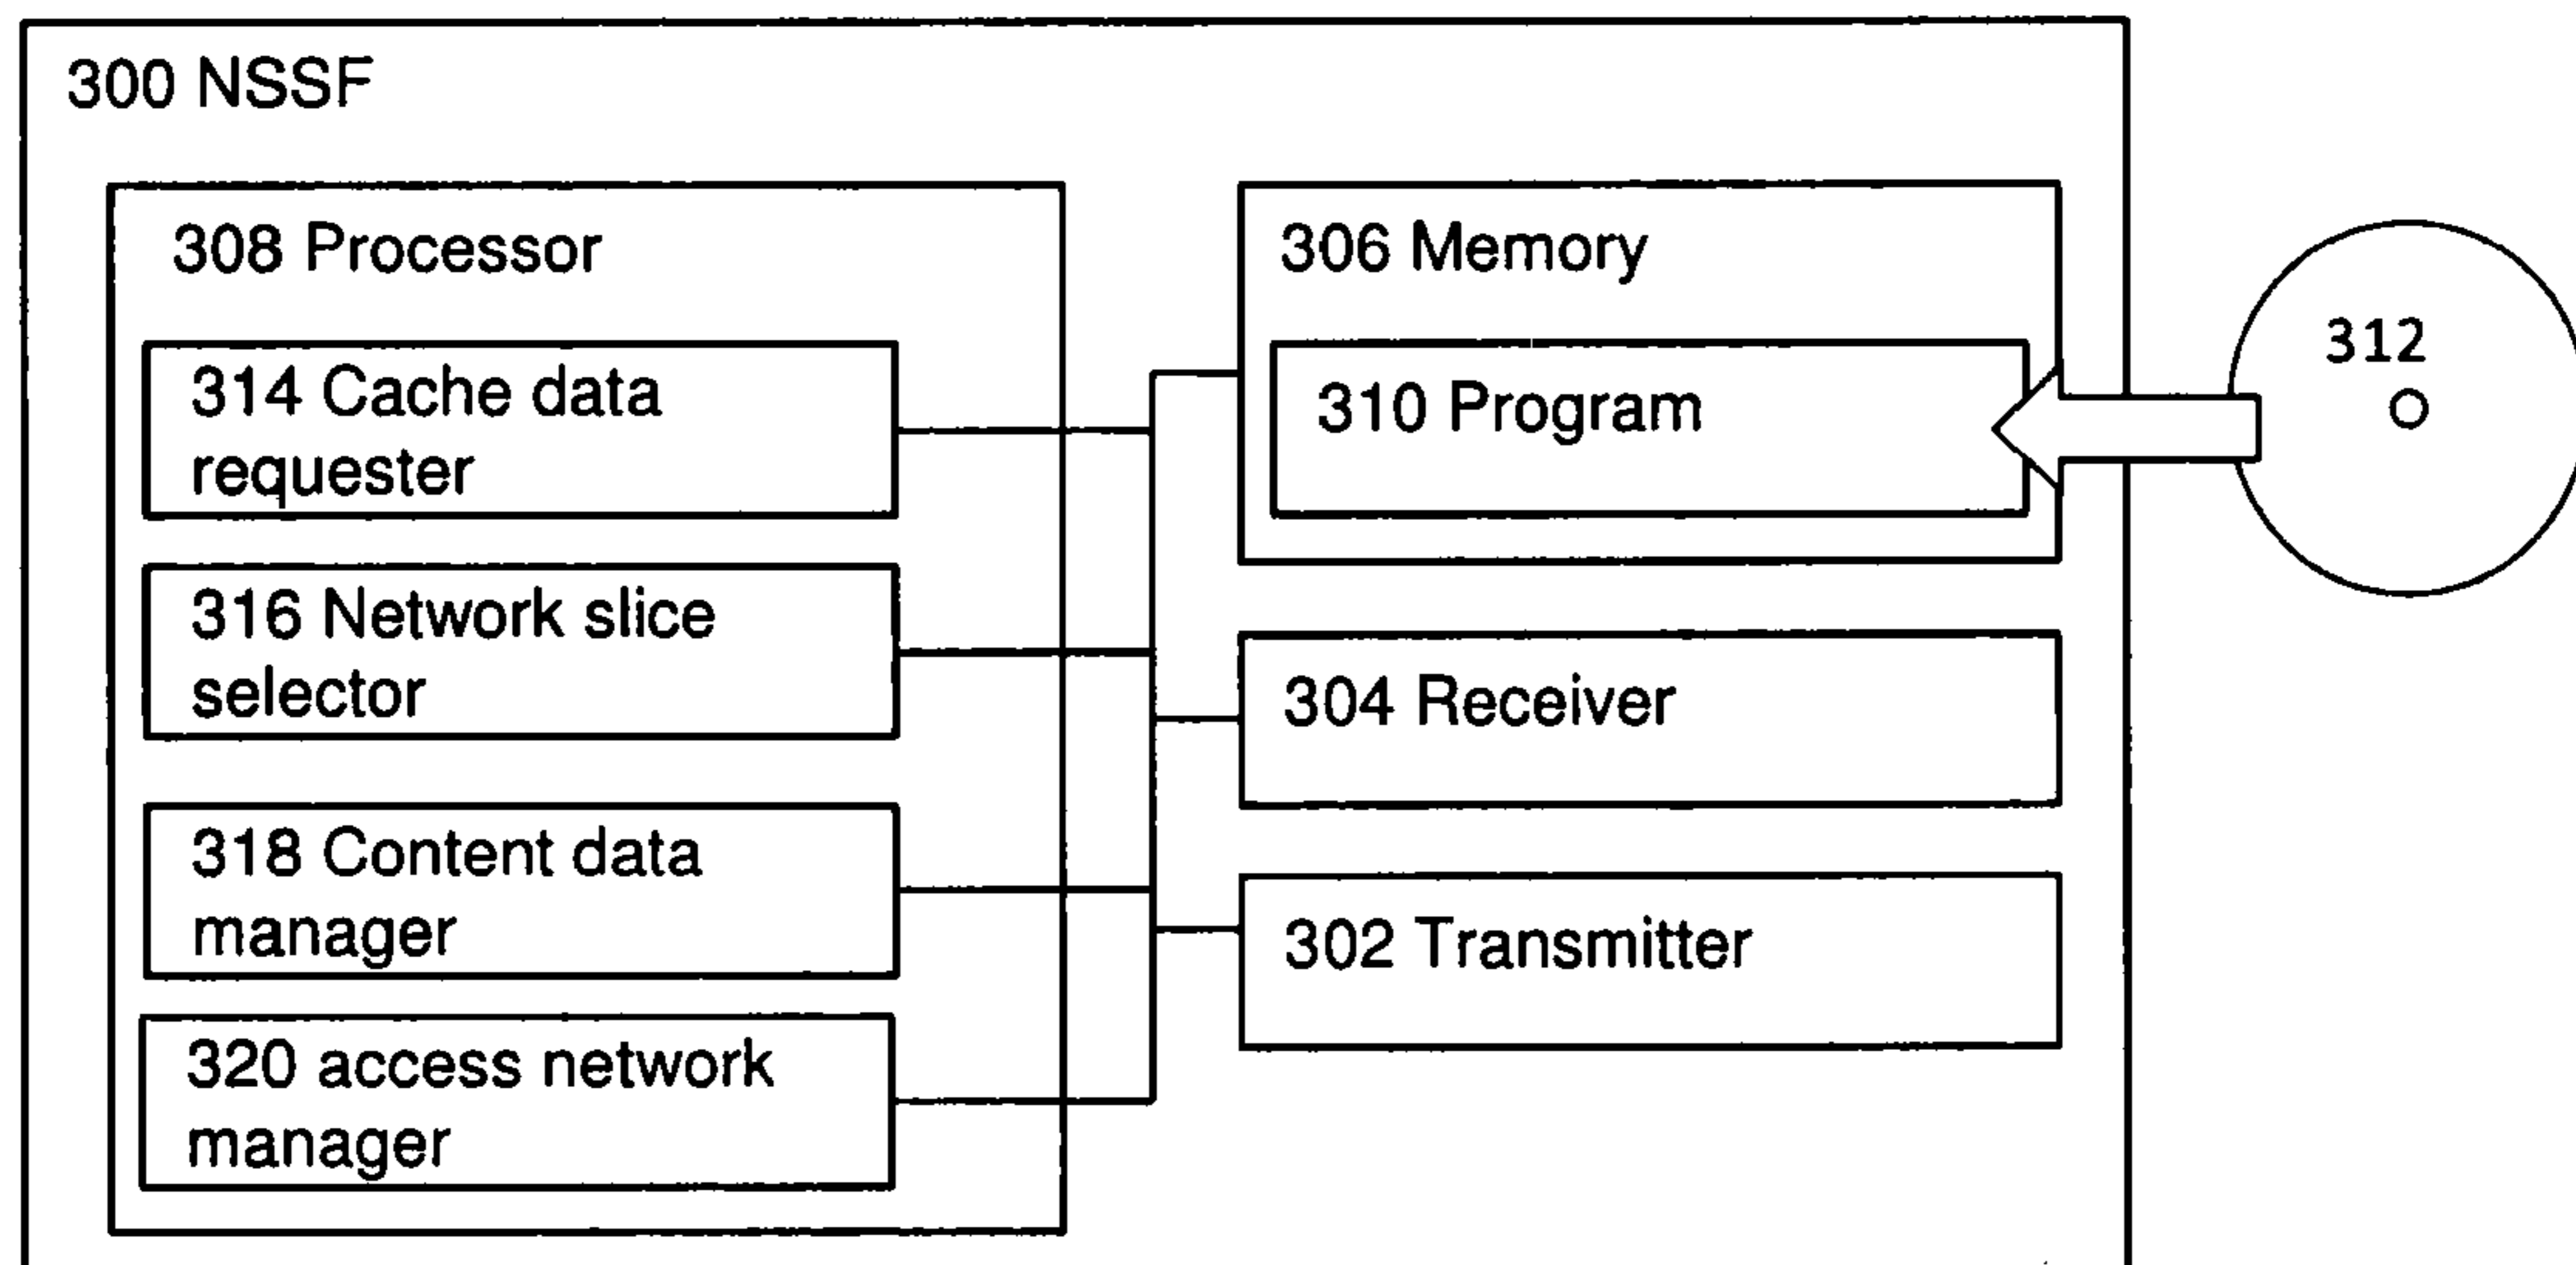 300 NSSF
308 Processor
314 Cache data
requester
316 Network slice
selector
318 Content data
manager
320 access network
manager
306 Memory
310 Program
304 Receiver
302 Transmitter
312